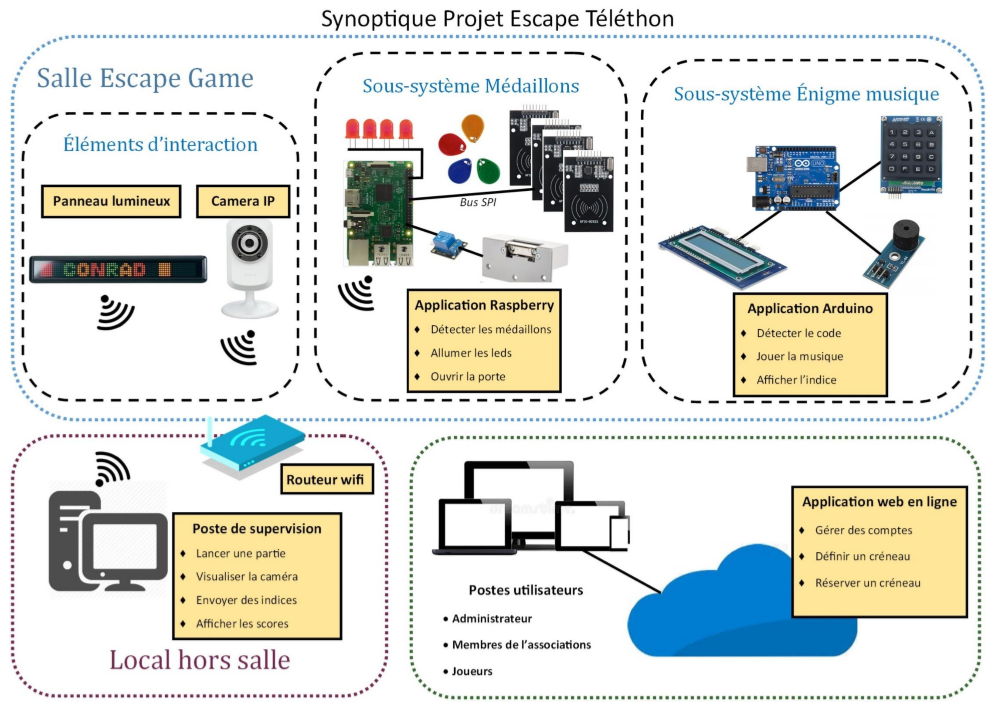 Synoptique Projet Escape Téléthon
Salle Escape Game
Éléments d’interaction
Panneau lumineux
Camera IP
CONRAD
Sous-système Médaillons
Bus SPI
Application Raspberry
♦ Détecter les médaillons
♦ Allumer les leds
♦ Ouvrir la porte
Sous-système Énigme musique
UNO
Application Arduino
♦ Détecter le code
♦ Jouer la musique
♦ Afficher l’indice
Routeur wifi
Poste de supervision
♦ Lancer une partie
♦ Visualiser la caméra
♦ Envoyer des indices
♦ Afficher les scores
Local hors salle
Postes utilisateurs
• Administrateur
• Membres de l’associations
• Joueurs
Application web en ligne
♦ Gérer des comptes
♦ Définir un créneau
♦ Réserver un créneau